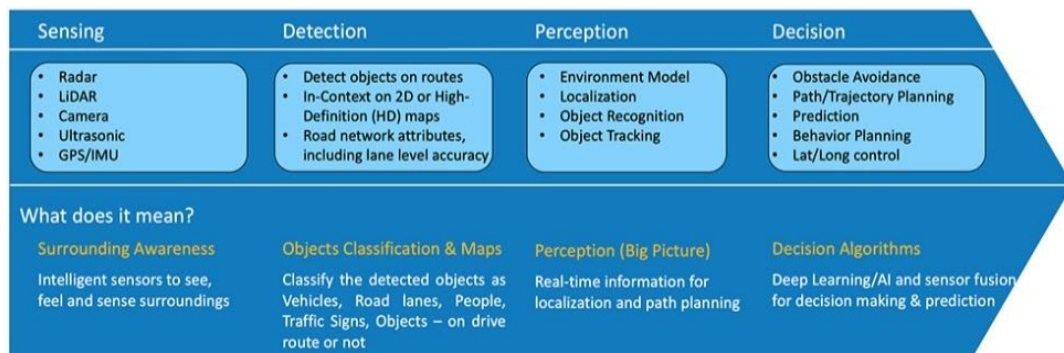 Sensing
Detection
Perception
Decision
• Radar
• LiDAR
• Camera
• Ultrasonic
• GPS/IMU
• Detect objects on routes
• In-Context on 2D or High-
Definition (HD) maps
• Road network attributes,
including lane level accuracy
• Environment Model
• Localization
• Object Recognition
• Object Tracking
• Obstacle Avoidance
• Path/Trajectory Planning
• Prediction
• Behavior Planning
• Lat/Long control
What does it mean?
Surrounding Awareness
Intelligent sensors to see,
feel and sense surroundings
Objects Classification & Maps
Classify the detected objects as
Vehicles, Road lanes, People,
Traffic Signs, Objects – on drive
route or not
Perception (Big Picture)
Real-time information for
localization and path planning
Decision Algorithms
Deep Learning/AI and sensor fusion
for decision making & prediction